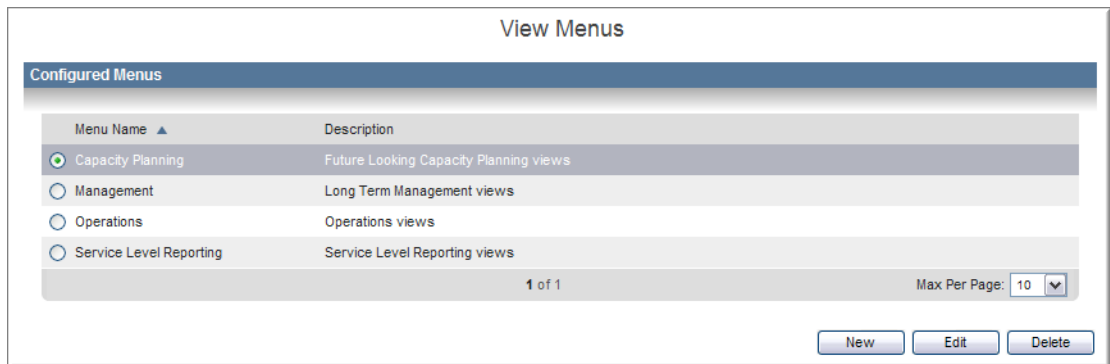 View Menus
Configured Menus
Menu Name Description
Capacity Planning Future Looking Capacity Planning views
Management Long Term Management views
Operations Operations views
Service Level Reporting Service Level Reporting views
1 of 1 Max Per Page: 10
New Edit Delete